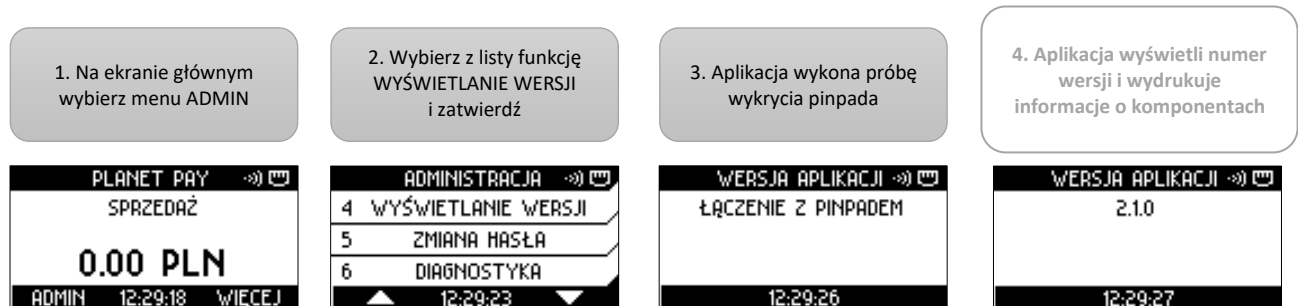 1. Na ekranie głównym
wybierz menu ADMIN
2. Wybierz z listy funkcję
WYŚWIETLANIE WERSJI
i zatwierdź
3. Aplikacja wykona próbę
wykrycia pinpada
4. Aplikacja wyświetli numer
wersji i wydrukuje
informacje o komponentach
PLANET PAY
SPRZEDAŻ
0.00 PLN
ADMIN 12:29:18 WIĘCEJ
ADMINISTRACJA
4 WYŚWIETLANIE WERSJI
5 ZMIANA HASŁA
6 DIAGNOSTYKA
12:29:23
WERSJA APLIKACJI
ŁĄCZENIE Z PINPADEM
12:29:26
WERSJA APLIKACJI
2.1.0
12:29:27